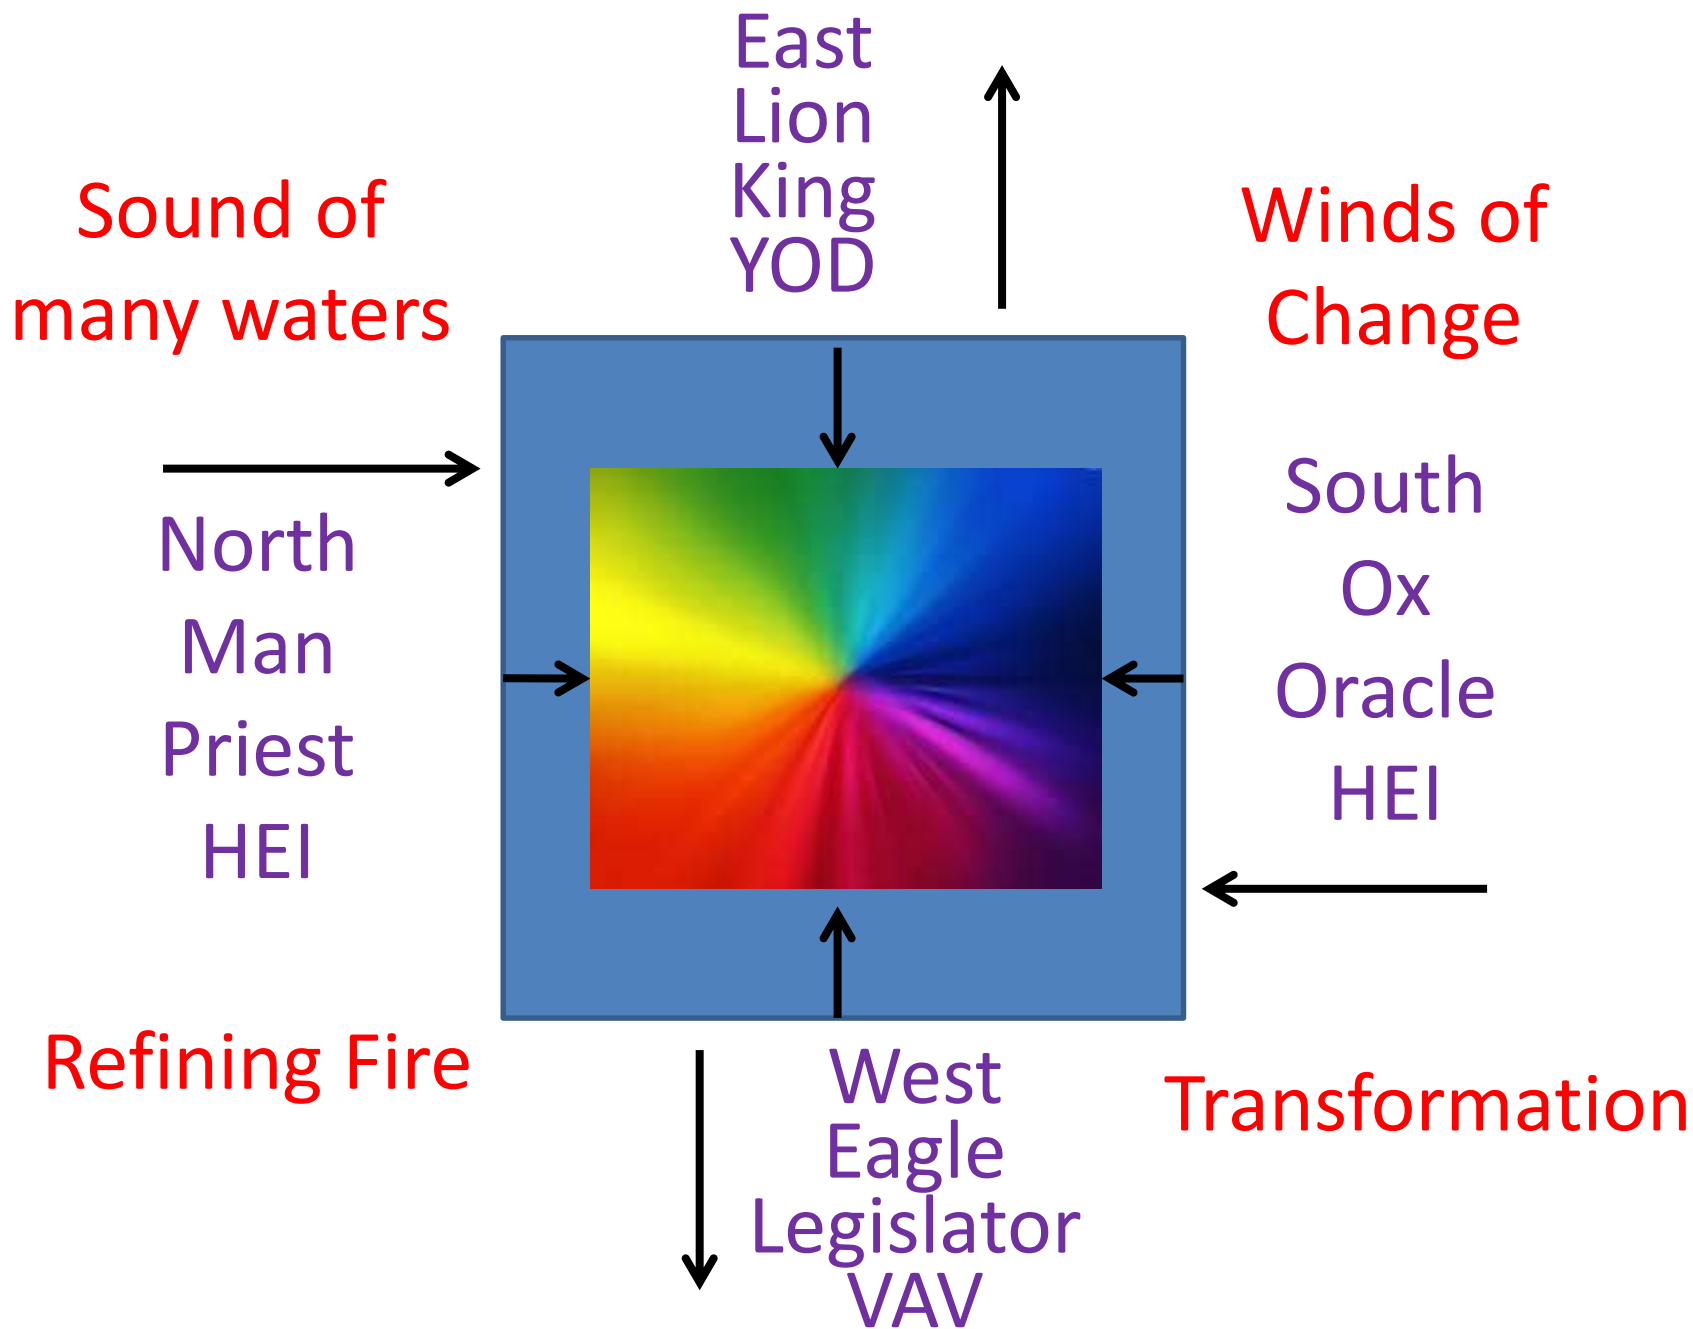 East
Lion
King
YOD
Sound of
many waters
Winds of
Change
North
Man
Priest
HEI
South
Ox
Oracle
HEI
Refining Fire
West
Eagle
Legislator
VAV
Transformation